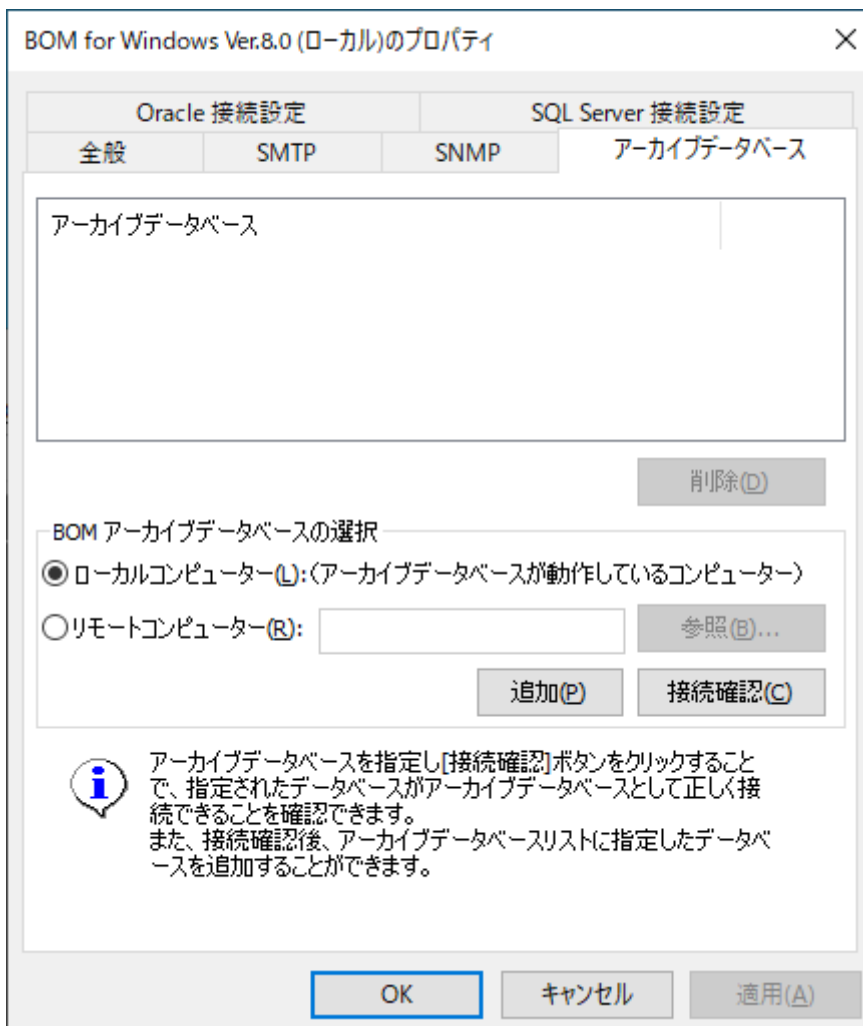 BOM for Windows Ver.8.0 (ローカル)のプロパティ
Oracle 接続設定
SQL Server 接続設定
全般
SMTP
SNMP
アーカイブデータベース
アーカイブデータベース
削除(D)
BOM アーカイブデータベースの選択
ローカルコンピューター(L):(アーカイブデータベースが動作しているコンピューター)
リモートコンピューター(R):
参照(B)...
追加(P)
接続確認(C)
アーカイブデータベースを指定し[接続確認]ボタンをクリックすること
で、指定されたデータベースがアーカイブデータベースとして正しく接
続できることを確認できます。
また、接続確認後、アーカイブデータベースリストに指定したデータベ
ースを追加することができます。
OK
キャンセル
適用(A)